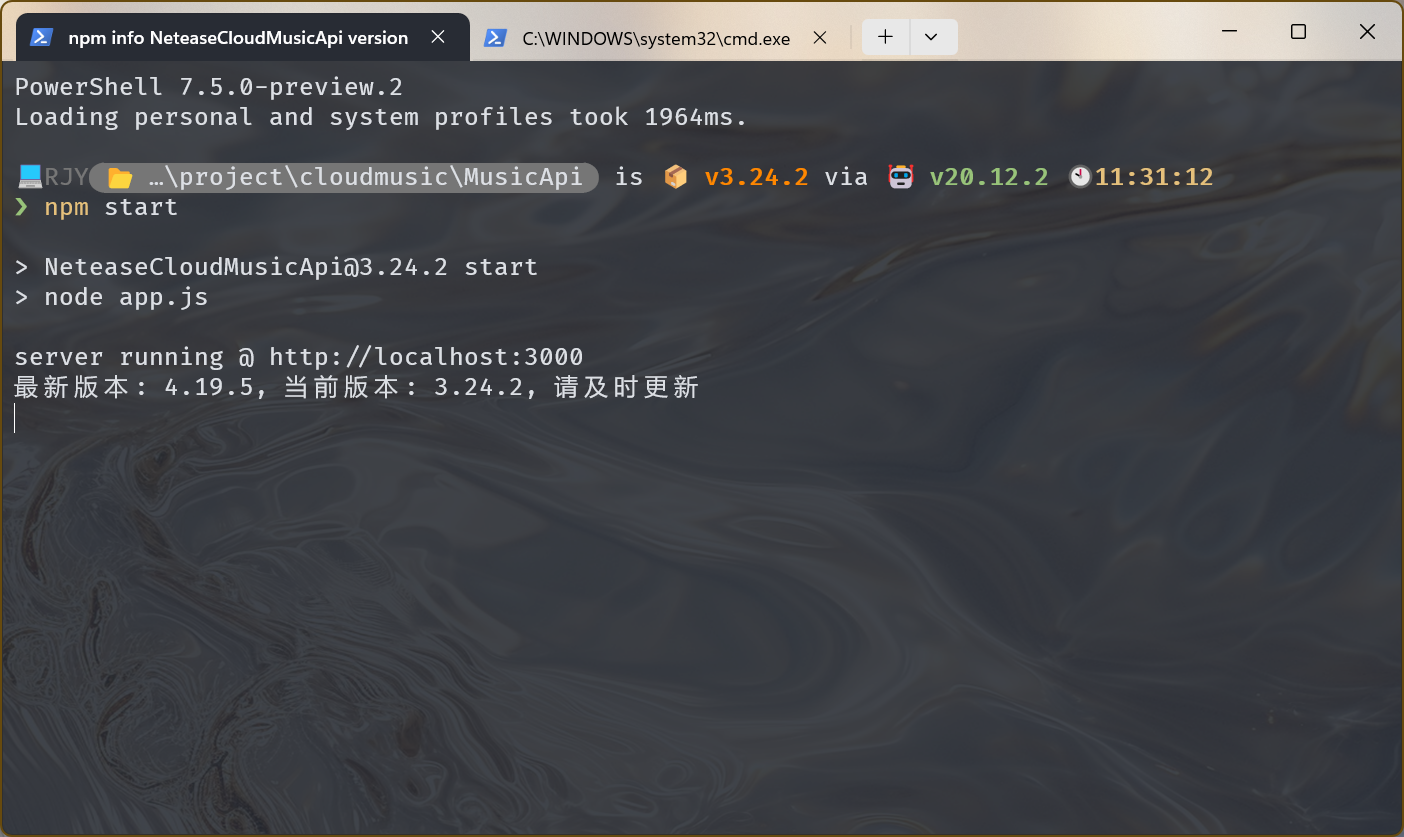 npm info NeteaseCloudMusicApi version
C:\WINDOWS\system32\cmd.exe
PowerShell 7.5.0-preview.2
Loading personal and system profiles took 1964ms.
RJY …\project\cloudmusic\MusicApi is 📦 v3.24.2 via 🤖 v20.12.2 🕙11:31:12
❯ npm start
> NeteaseCloudMusicApi@3.24.2 start
> node app.js
server running @ http://localhost:3000
最新版本: 4.19.5, 当前版本: 3.24.2, 请及时更新